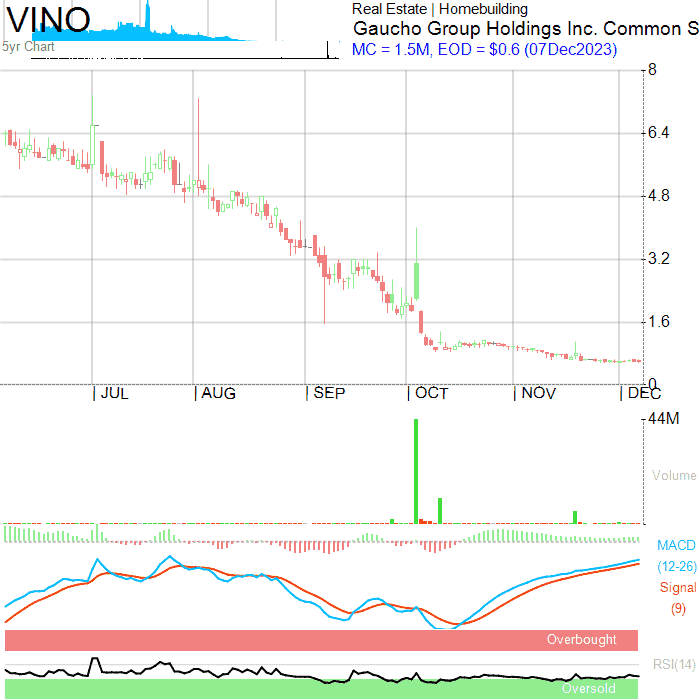 VINO
Real Estate | Homebuilding
Gaucho Group Holdings Inc. Common S
5yr Chart
MC = 1.5M, EOD = $0.6 (07Dec2023)
8
6.4
4.8
3.2
1.6
0
| JUL | AUG | SEP | OCT | NOV | DEC
44M
Volume
MACD
(12-26)
Signal
(9)
Overbought
RSI(14)
Oversold